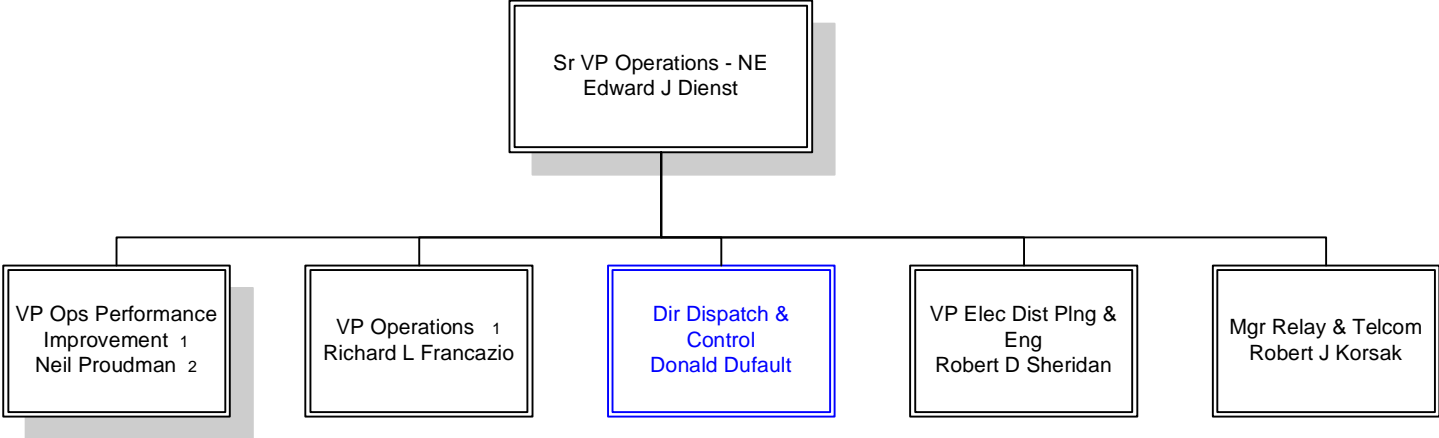 Sr VP Operations - NE
Edward J Dienst
VP Ops Performance
Improvement 1
Neil Proudman 2
VP Operations 1
Richard L Francazio
Dir Dispatch &
Control
Donald Dufault
VP Elec Dist Plng &
Eng
Robert D Sheridan
Mgr Relay & Telcom
Robert J Korsak